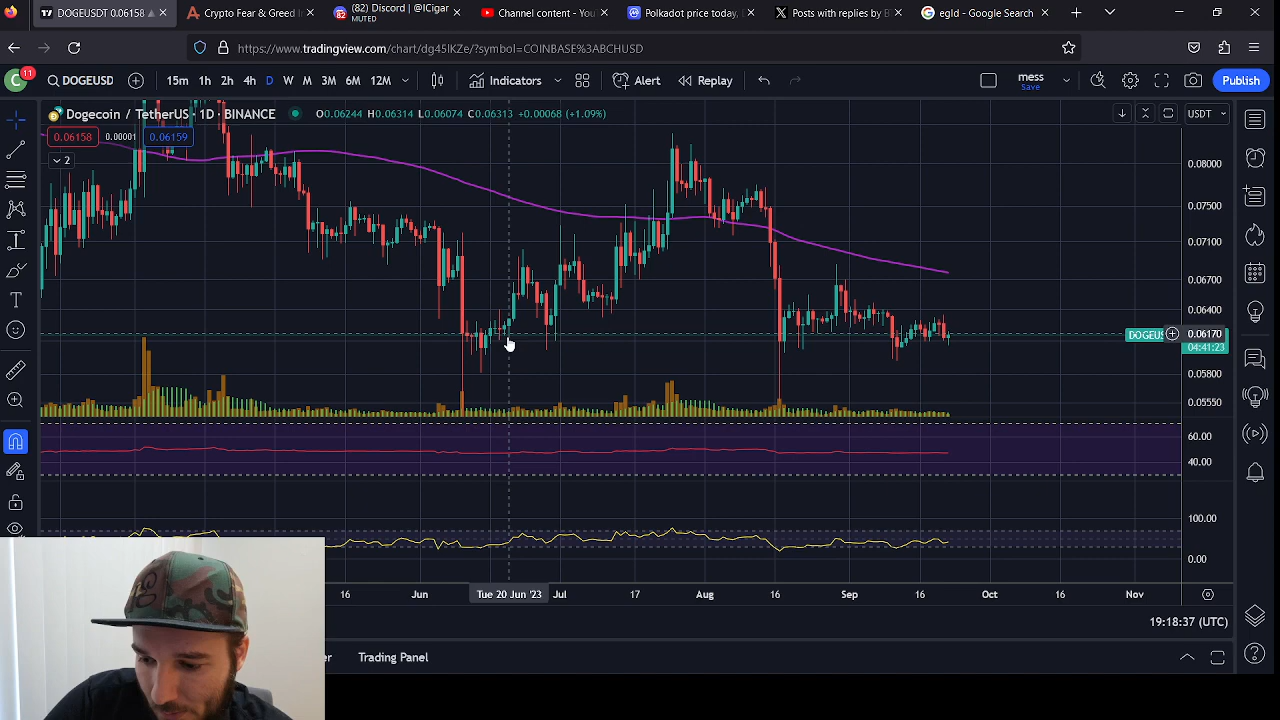 DOGEUSDT 0.06158
Crypto Fear & Greed I
(82) Discord | @ICigar
MUTED
Channel content - YouTu
Polkadot price today, D
Posts with replies by B
egld - Google Search
https://www.tradingview.com/chart/dg45IKZe/?symbol=COINBASE%3ABCHUSD
C
11
DOGEUSD
15m 1h 2h 4h D W M 3M 6M 12M
Indicators
Alert
Replay
mess
Save
Publish
Dogecoin / TetherUS · 1D · BINANCE
O0.06244 H0.06314 L0.06074 C0.06313 +0.00068 (+1.09%)
USDT
0.06158
0.00001
0.06159
2
0.08000
0.07500
0.07100
0.06700
0.06400
DOGEUS
0.06170
04:41:23
0.05800
0.05550
60.00
40.00
100.00
0.00
16
Jun
Tue 20 Jun '23
Jul
17
Aug
16
Sep
16
Oct
16
Nov
19:18:37 (UTC)
Trading Panel